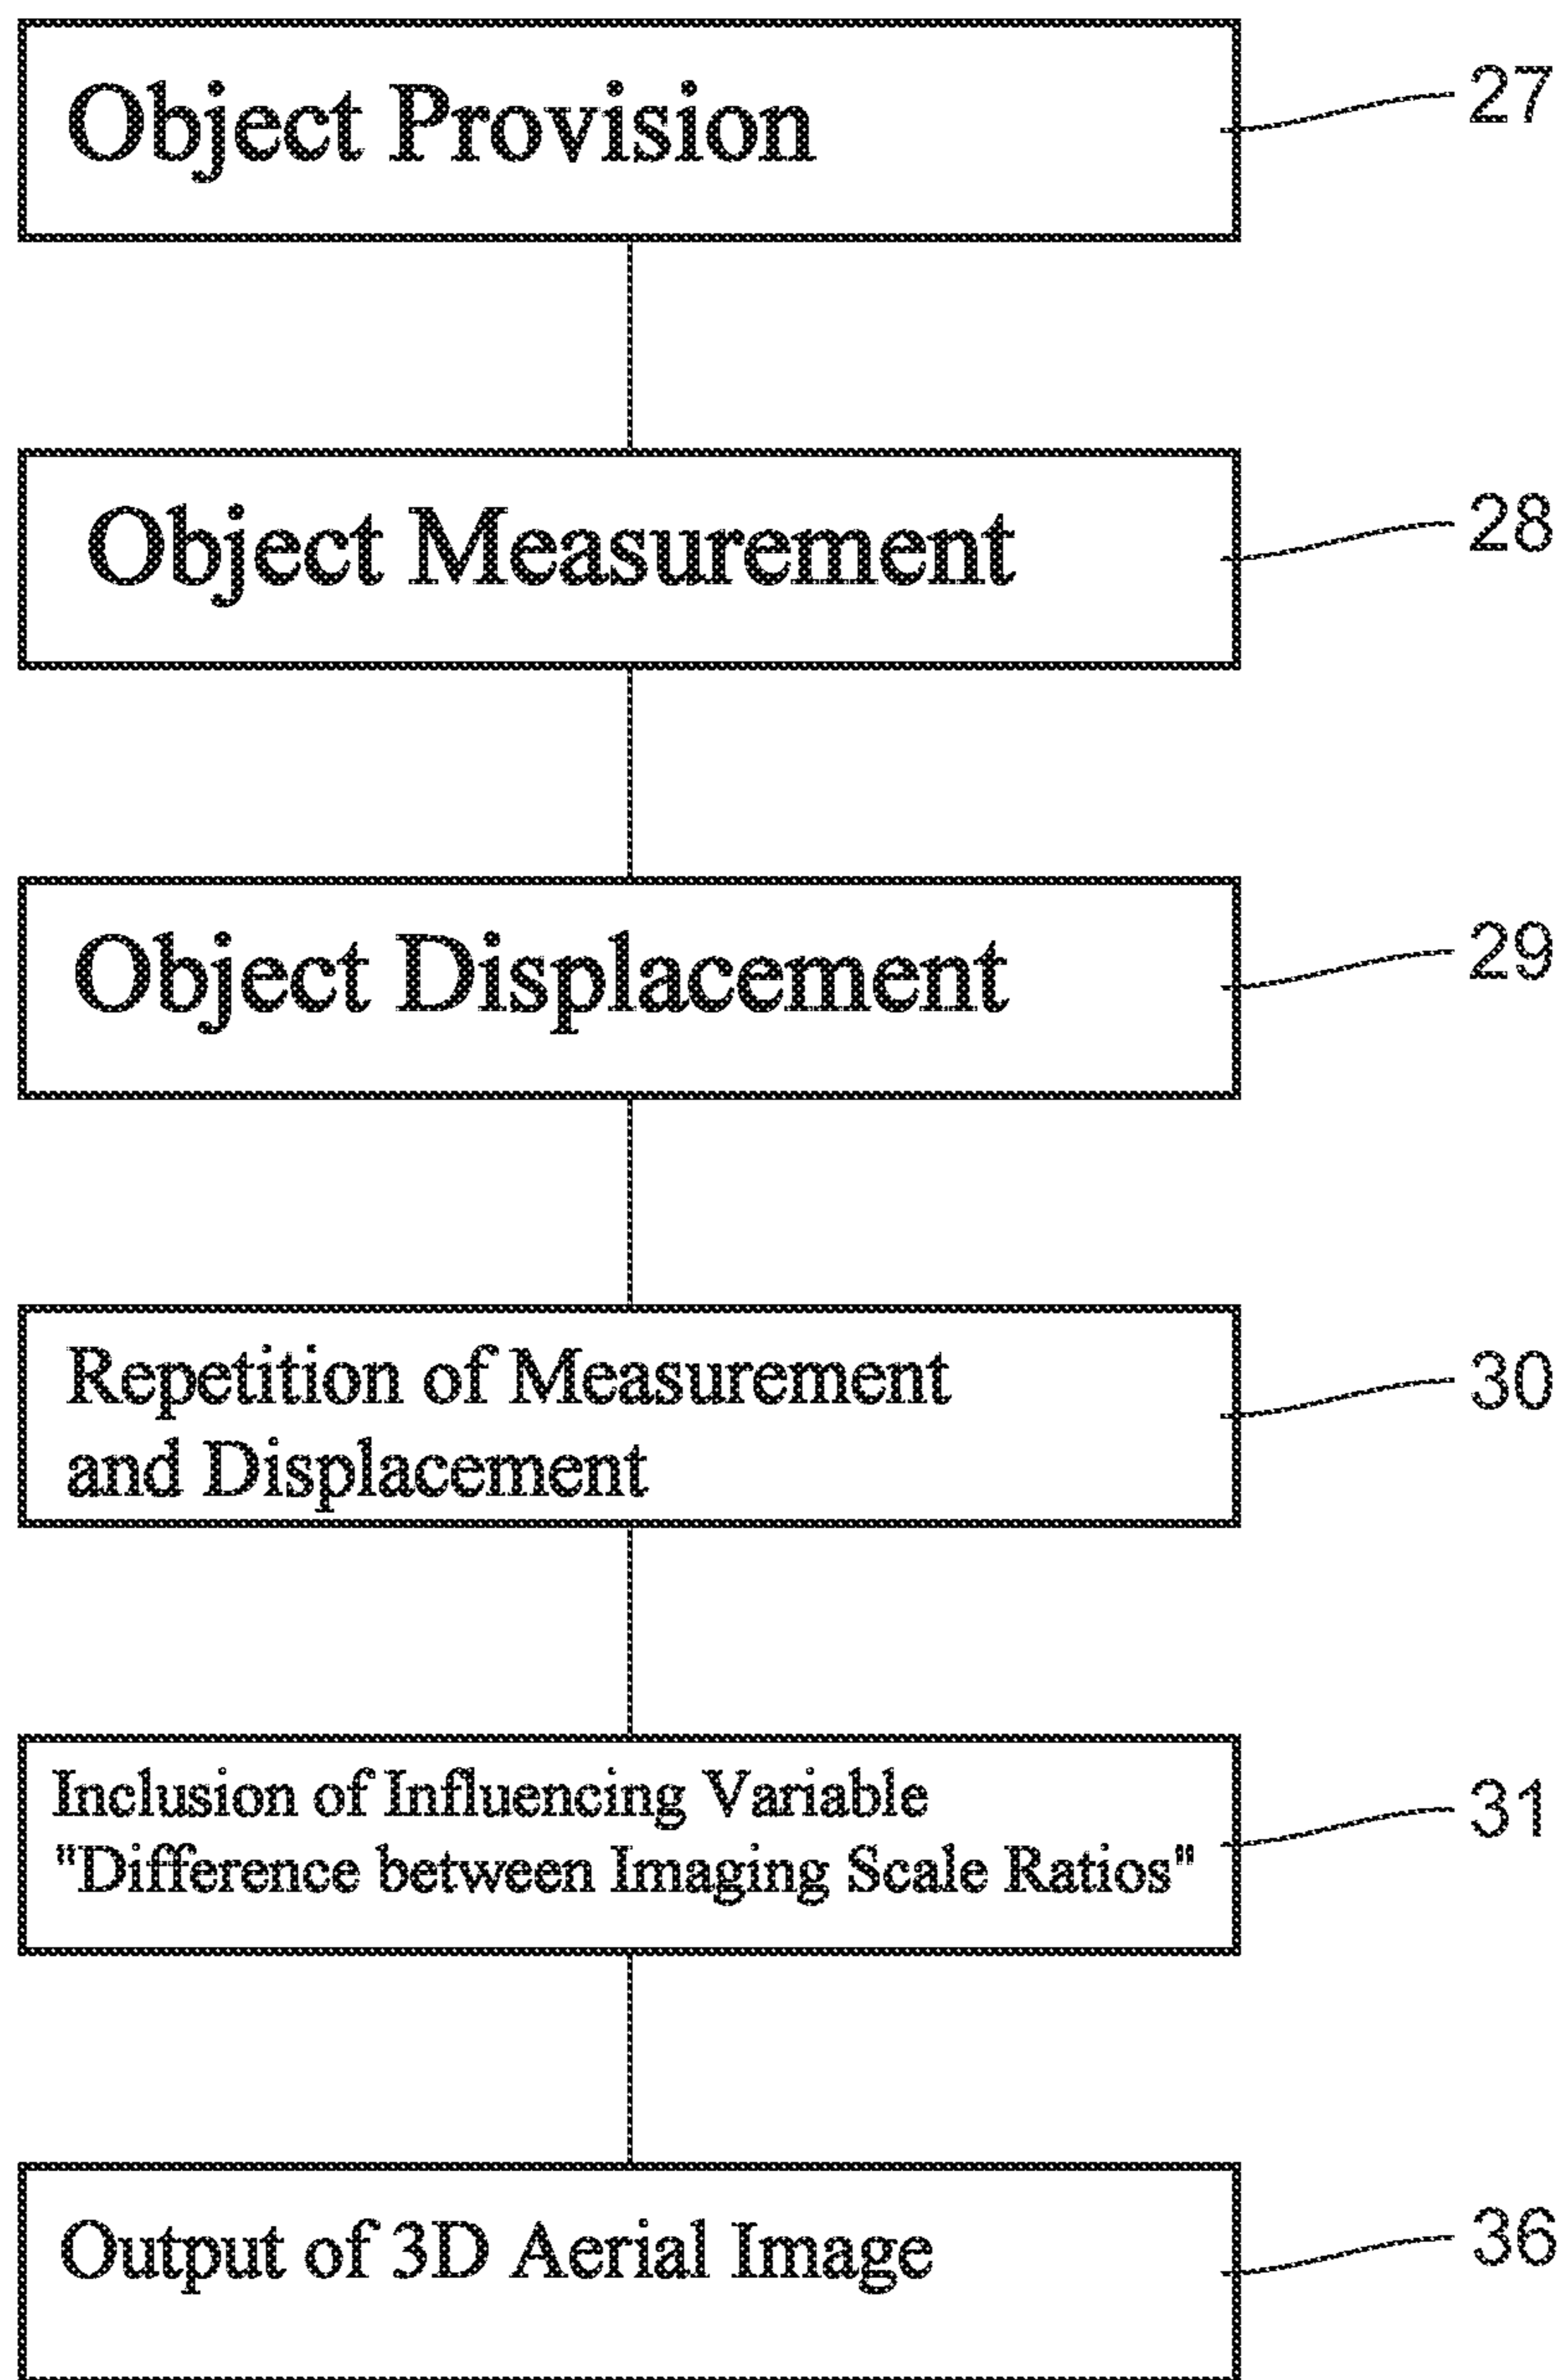 Object Provision
27
Object Measurement
28
Object Displacement
29
Repetition of Measurement
and Displacement
30
Inclusion of Influencing Variable
"Difference between Imaging Scale Ratios"
31
Output of 3D Aerial Image
36